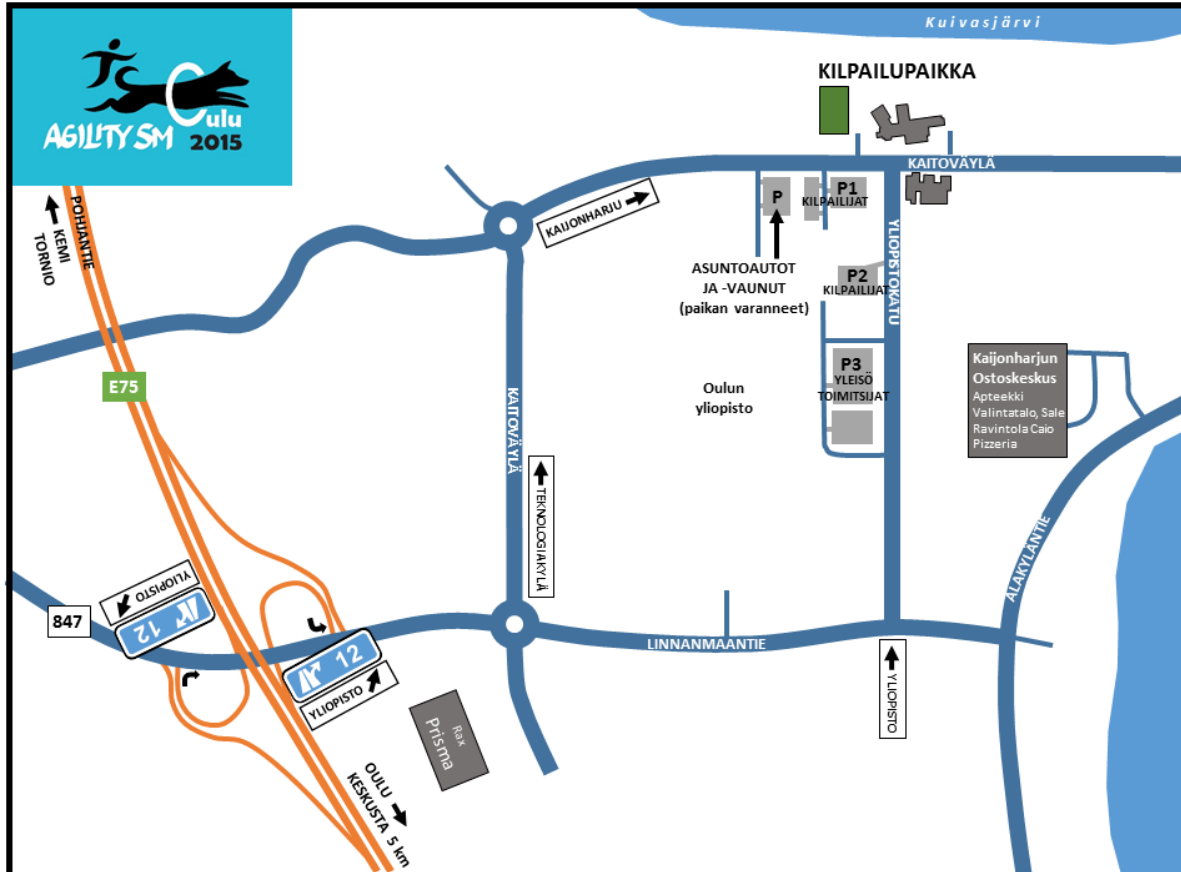 Kuivasjärvi
Oulu
AGILITY SM 2015
KILPAILUPAIKKA
KAITOVÄYLÄ
POHJANTIE
KEMI
TORNIO
KAIJONHARJU
P
P1
KILPAILIJAT
YLIOPISTOKATU
ASUNTOAUTOT
JA -VAUNUT
(paikan varanneet)
P2
KILPAILIJAT
E75
P3
YLEISÖ
TOIMITSIJAT
Oulun
yliopisto
Kaijonharjun
Ostoskeskus
Apteekki
Valintatalo, Sale
Ravintola Caio
Pizzeria
KAITOVÄYLÄ
TEKNOLOGIAKYLÄ
ALAKYLÄNTIE
YLIOPISTO
12
847
LINNANMAANTIE
12
YLIOPISTO
YLIOPISTO
Rax
Prisma
OULU
KESKUSTA 5 km